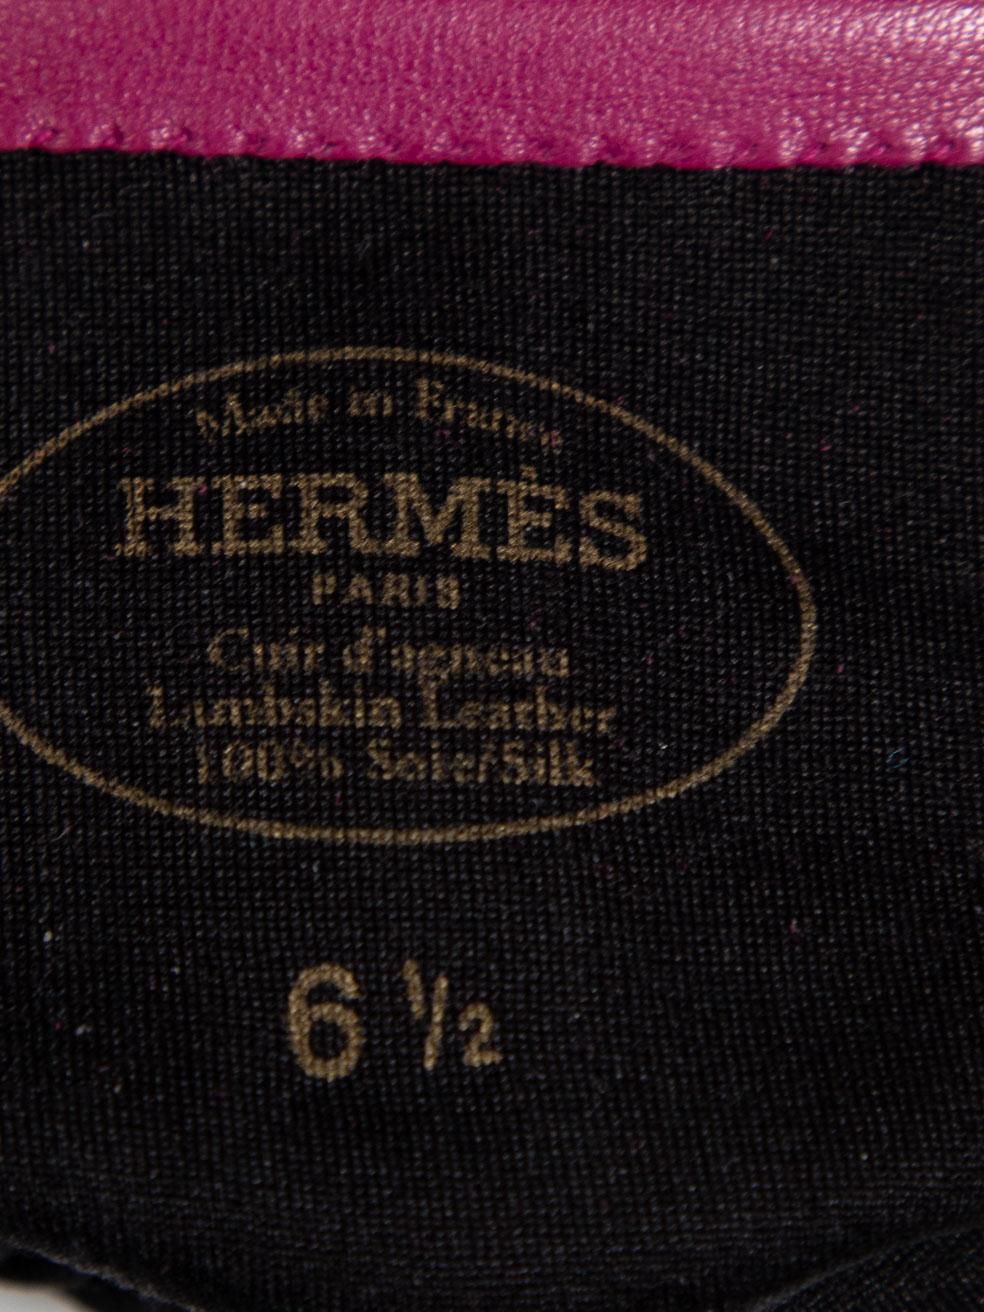 Made in France
HERMÈS
PARIS
Cuir d'agneau
Lambskin Leather
100% Soie/Silk
6 ½